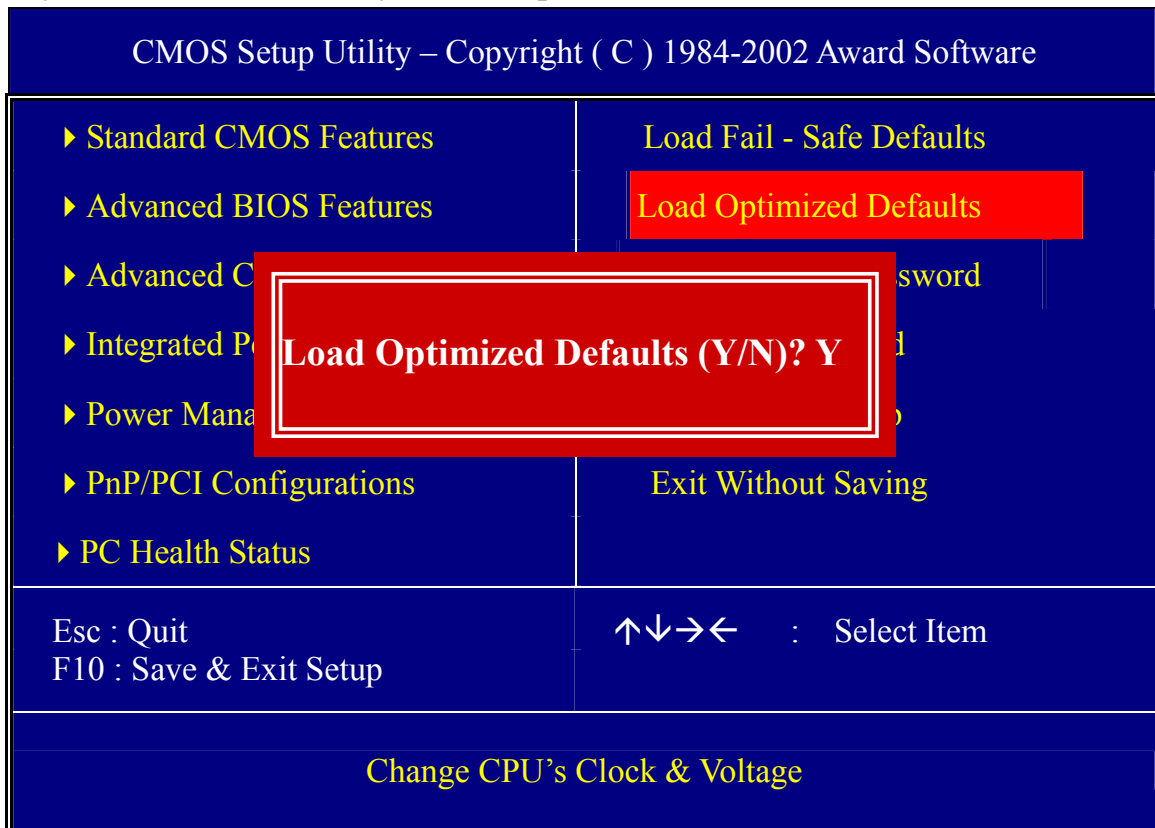 CMOS Setup Utility – Copyright ( C ) 1984-2002 Award Software
Standard CMOS Features
Load Fail - Safe Defaults
Advanced BIOS Features
Load Optimized Defaults
Advanced C
ssword
Integrated P
d
Load Optimized Defaults (Y/N)? Y
Power Mana
PnP/PCI Configurations
Exit Without Saving
PC Health Status
Esc : Quit
↑↓→← : Select Item
F10 : Save & Exit Setup
Change CPU’s Clock & Voltage